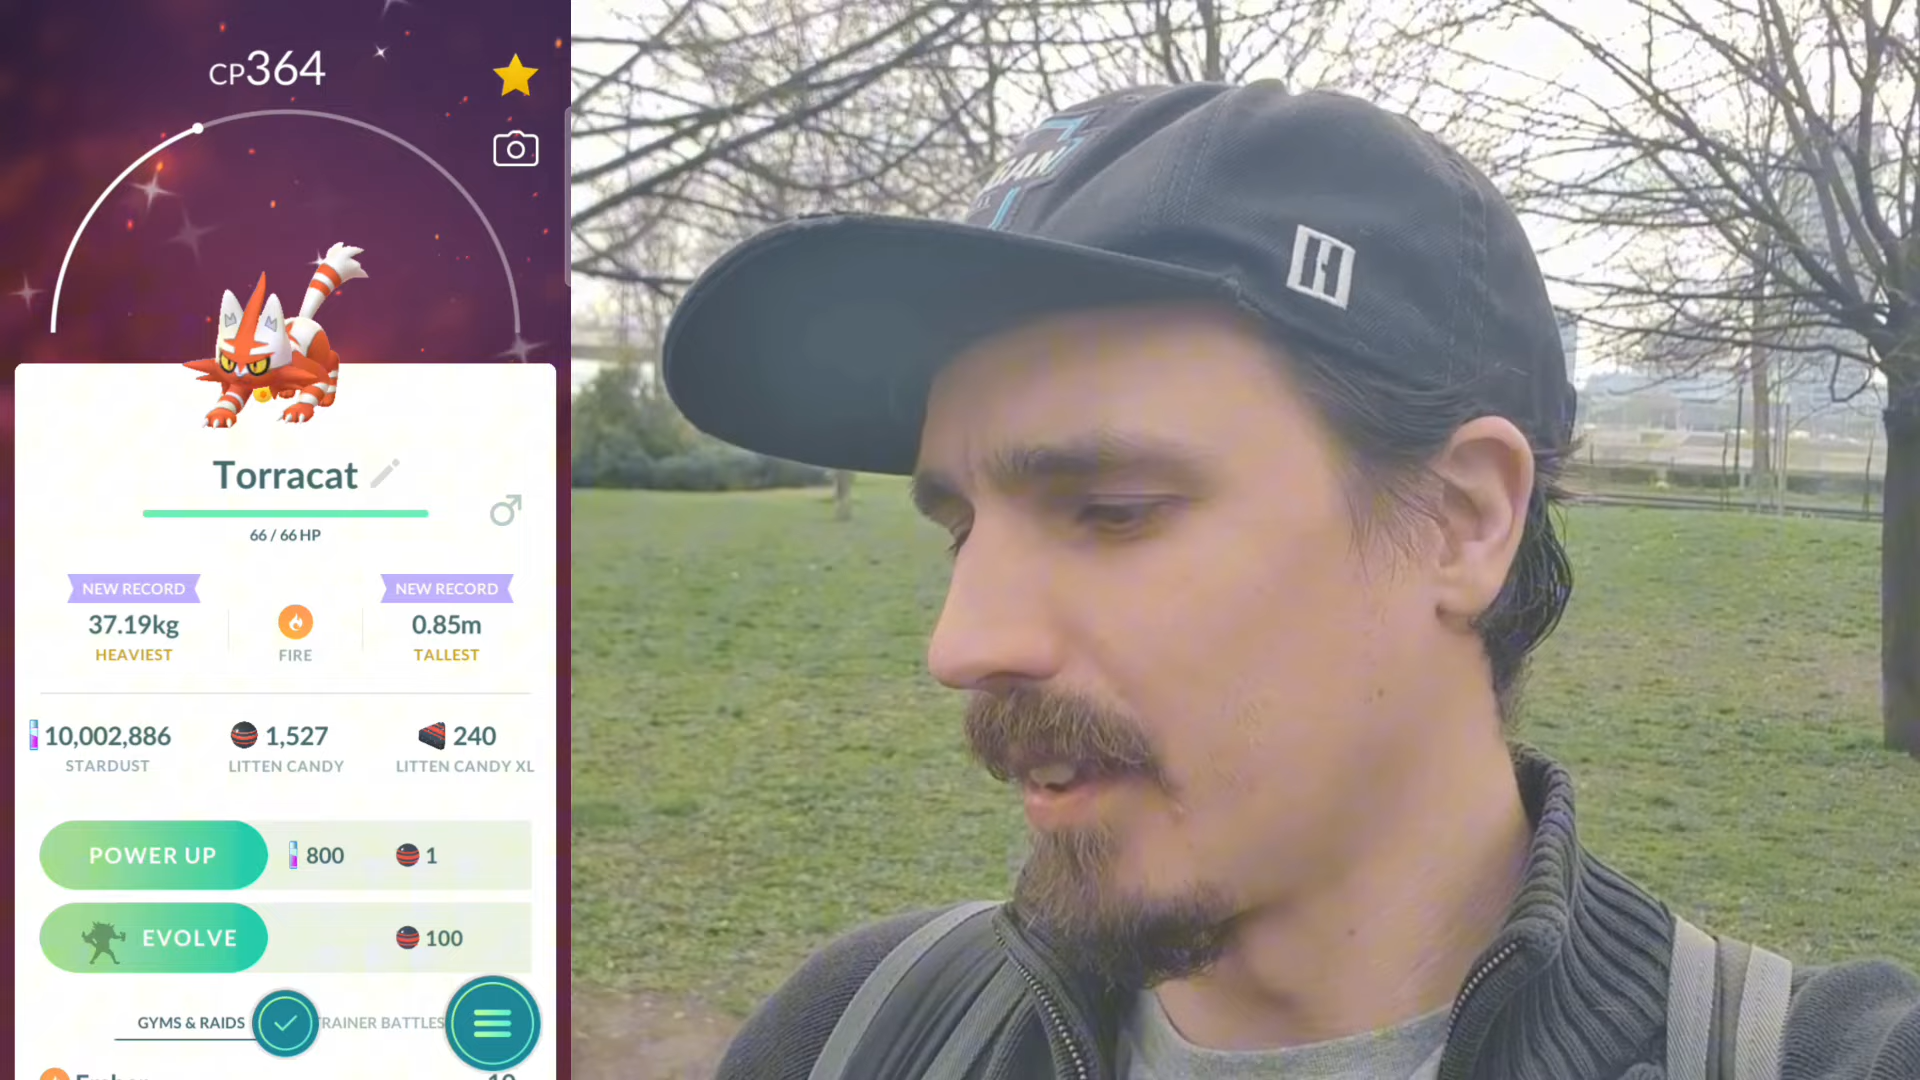 CP364
Torracat
66 / 66 HP
NEW RECORD
NEW RECORD
37.19kg
0.85m
HEAVIEST
FIRE
TALLEST
10,002,886
1,527
240
STARDUST
LITTEN CANDY
LITTEN CANDY XL
POWER UP
800
1
EVOLVE
100
GYMS & RAIDS
TRAINER BATTLES
Ember
10